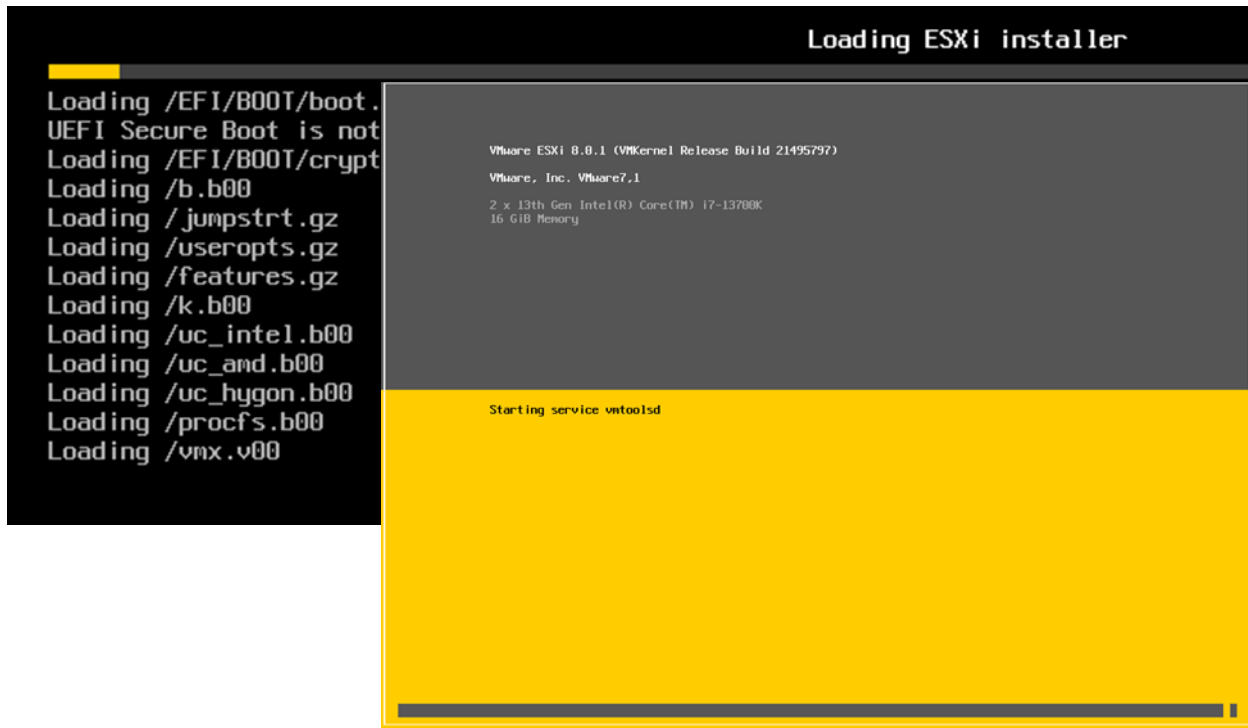 Loading ESXi installer
Loading /EFI/BOOT/boot.
UEFI Secure Boot is not
Loading /EFI/BOOT/crypt
Loading /b.b00
Loading /jumpstrt.gz
Loading /useropts.gz
Loading /features.gz
Loading /k.b00
Loading /uc_intel.b00
Loading /uc_amd.b00
Loading /uc_hygon.b00
Loading /procfs.b00
Loading /vmx.v00
VMware ESXi 8.0.1 (VMKernel Release Build 21495797)
VMware, Inc. VMware7,1
2 x 13th Gen Intel(R) Core(TM) i7-13700K
16 GiB Memory
Starting service vmtoolsd